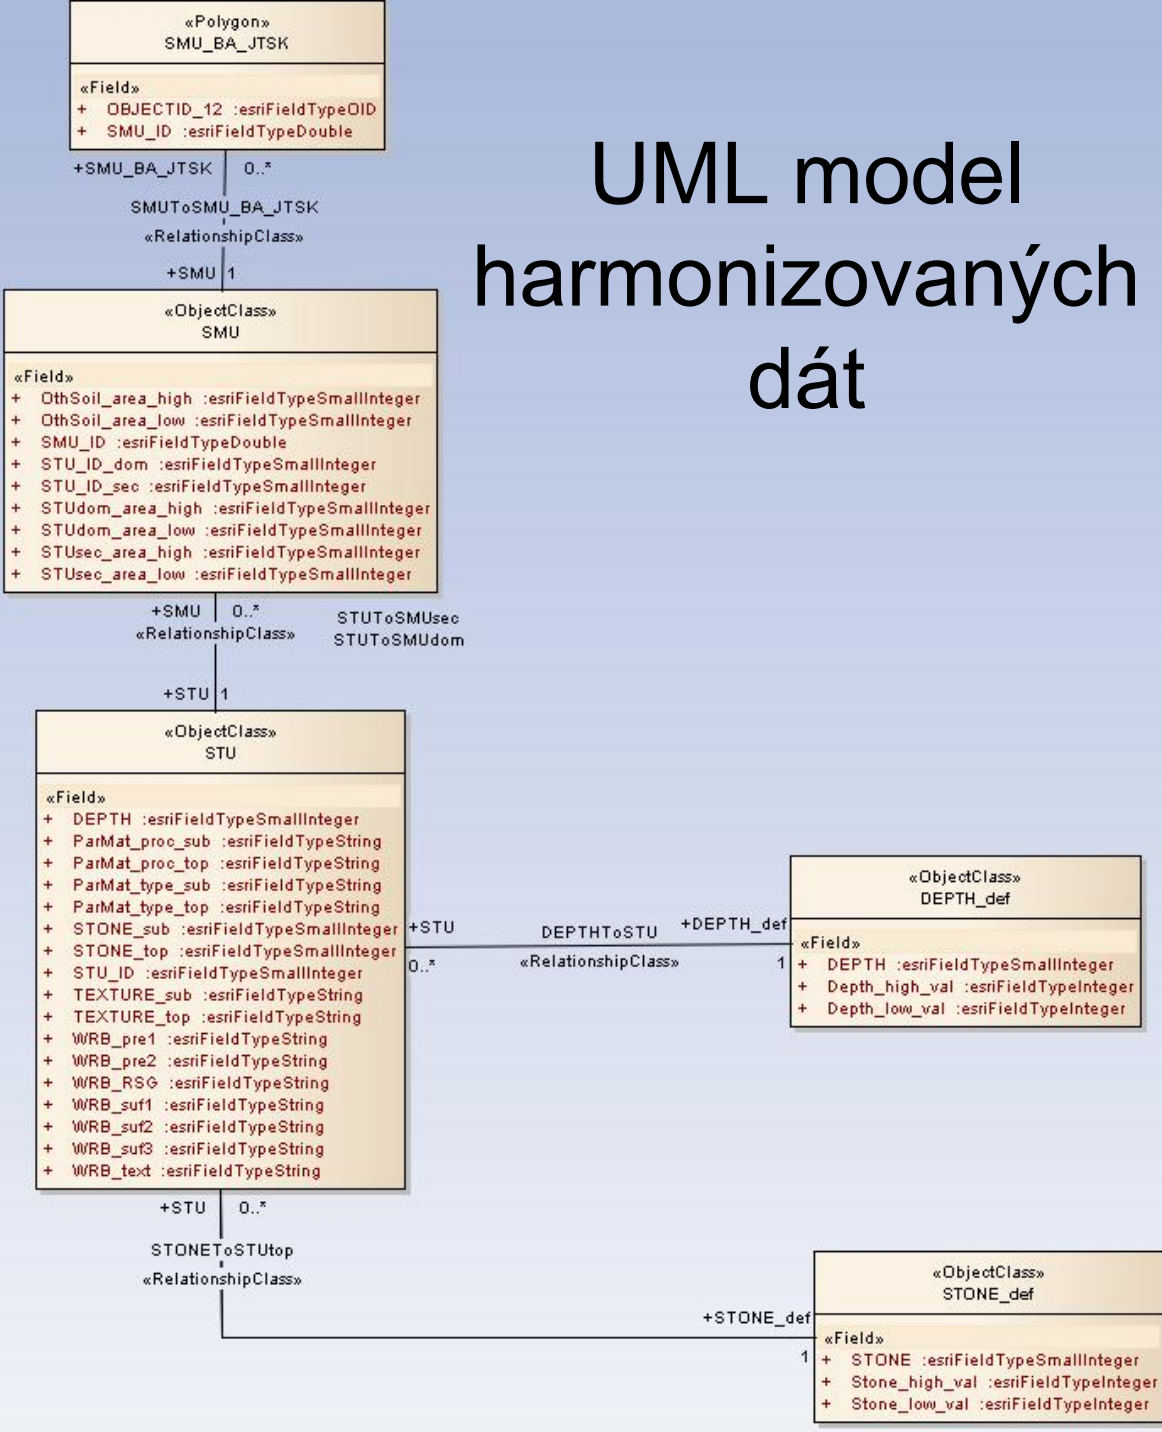 «Polygon»
SMU_BA_JTSK
«Field»
+ OBJECTID_12 :esriFieldTypeOID
+ SMU_ID :esriFieldTypeDouble
+SMU_BA_JTSK 0..*
SMUToSMU_BA_JTSK
«RelationshipClass»
+SMU 1
UML model
harmonizovaných
dát
«ObjectClass»
SMU
«Field»
+ OthSoil_area_high :esriFieldTypeSmallInteger
+ OthSoil_area_low :esriFieldTypeSmallInteger
+ SMU_ID :esriFieldTypeDouble
+ STU_ID_dom :esriFieldTypeSmallInteger
+ STU_ID_sec :esriFieldTypeSmallInteger
+ STUdom_area_high :esriFieldTypeSmallInteger
+ STUdom_area_low :esriFieldTypeSmallInteger
+ STUsec_area_high :esriFieldTypeSmallInteger
+ STUsec_area_low :esriFieldTypeSmallInteger
+SMU 0..*
«RelationshipClass»
STUToSMUsec
STUToSMUdom
+STU 1
«ObjectClass»
STU
«Field»
+ DEPTH :esriFieldTypeSmallInteger
+ ParMat_proc_sub :esriFieldTypeString
+ ParMat_proc_top :esriFieldTypeString
+ ParMat_type_sub :esriFieldTypeString
+ ParMat_type_top :esriFieldTypeString
+ STONE_sub :esriFieldTypeSmallInteger
+ STONE_top :esriFieldTypeSmallInteger
+ STU_ID :esriFieldTypeSmallInteger
+ TEXTURE_sub :esriFieldTypeString
+ TEXTURE_top :esriFieldTypeString
+ WRB_pre1 :esriFieldTypeString
+ WRB_pre2 :esriFieldTypeString
+ WRB_RSG :esriFieldTypeString
+ WRB_suf1 :esriFieldTypeString
+ WRB_suf2 :esriFieldTypeString
+ WRB_suf3 :esriFieldTypeString
+ WRB_text :esriFieldTypeString
+STU DEPTHToSTU +DEPTH_def
0..* «RelationshipClass» 1
«ObjectClass»
DEPTH_def
«Field»
+ DEPTH :esriFieldTypeSmallInteger
+ Depth_high_val :esriFieldTypeInteger
+ Depth_low_val :esriFieldTypeInteger
+STU 0..*
STONEToSTUtop
«RelationshipClass»
+STONE_def
1
«ObjectClass»
STONE_def
«Field»
+ STONE :esriFieldTypeSmallInteger
+ Stone_high_val :esriFieldTypeInteger
+ Stone_low_val :esriFieldTypeInteger